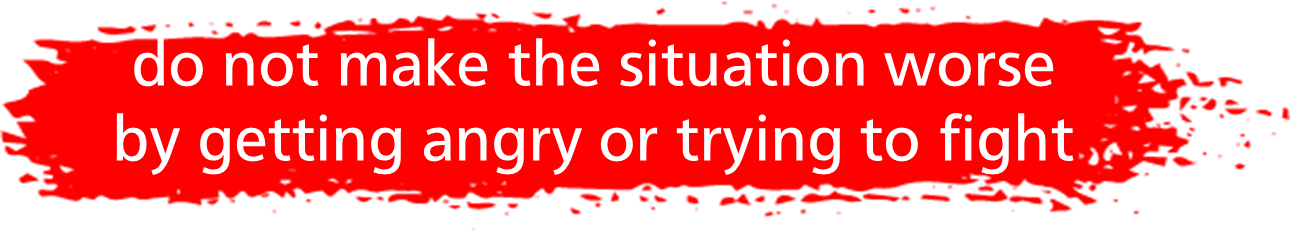 do not make the situation worse
by getting angry or trying to fight